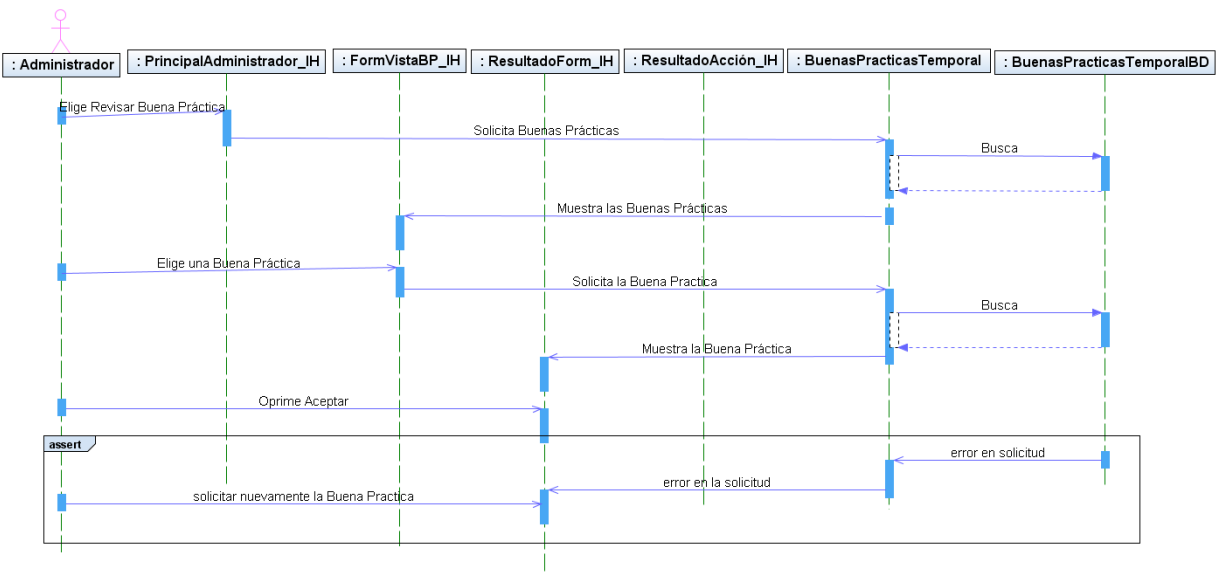 : Administrador
: PrincipalAdministrador_IH
: FormVistaBP_IH
: ResultadoForm_IH
: ResultadoAcción_IH
: BuenasPracticasTemporal
: BuenasPracticasTemporalBD
Elige Revisar Buena Práctica
Solicita Buenas Prácticas
Busca
Muestra las Buenas Prácticas
Elige una Buena Práctica
Solicita la Buena Practica
Busca
Muestra la Buena Práctica
Oprime Aceptar
assert
error en solicitud
error en la solicitud
solicitar nuevamente la Buena Practica